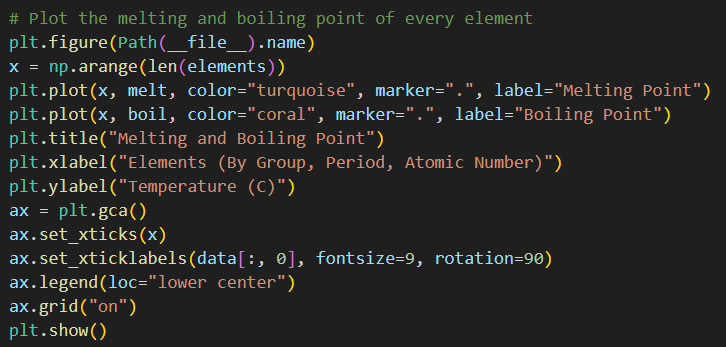 # Plot the melting and boiling point of every element
plt.figure(Path(__file__).name)
x = np.arange(len(elements))
plt.plot(x, melt, color="turquoise", marker=".", label="Melting Point")
plt.plot(x, boil, color="coral", marker=".", label="Boiling Point")
plt.title("Melting and Boiling Point")
plt.xlabel("Elements (By Group, Period, Atomic Number)")
plt.ylabel("Temperature (C)")
ax = plt.gca()
ax.set_xticks(x)
ax.set_xticklabels(data[:, 0], fontsize=9, rotation=90)
ax.legend(loc="lower center")
ax.grid("on")
plt.show()